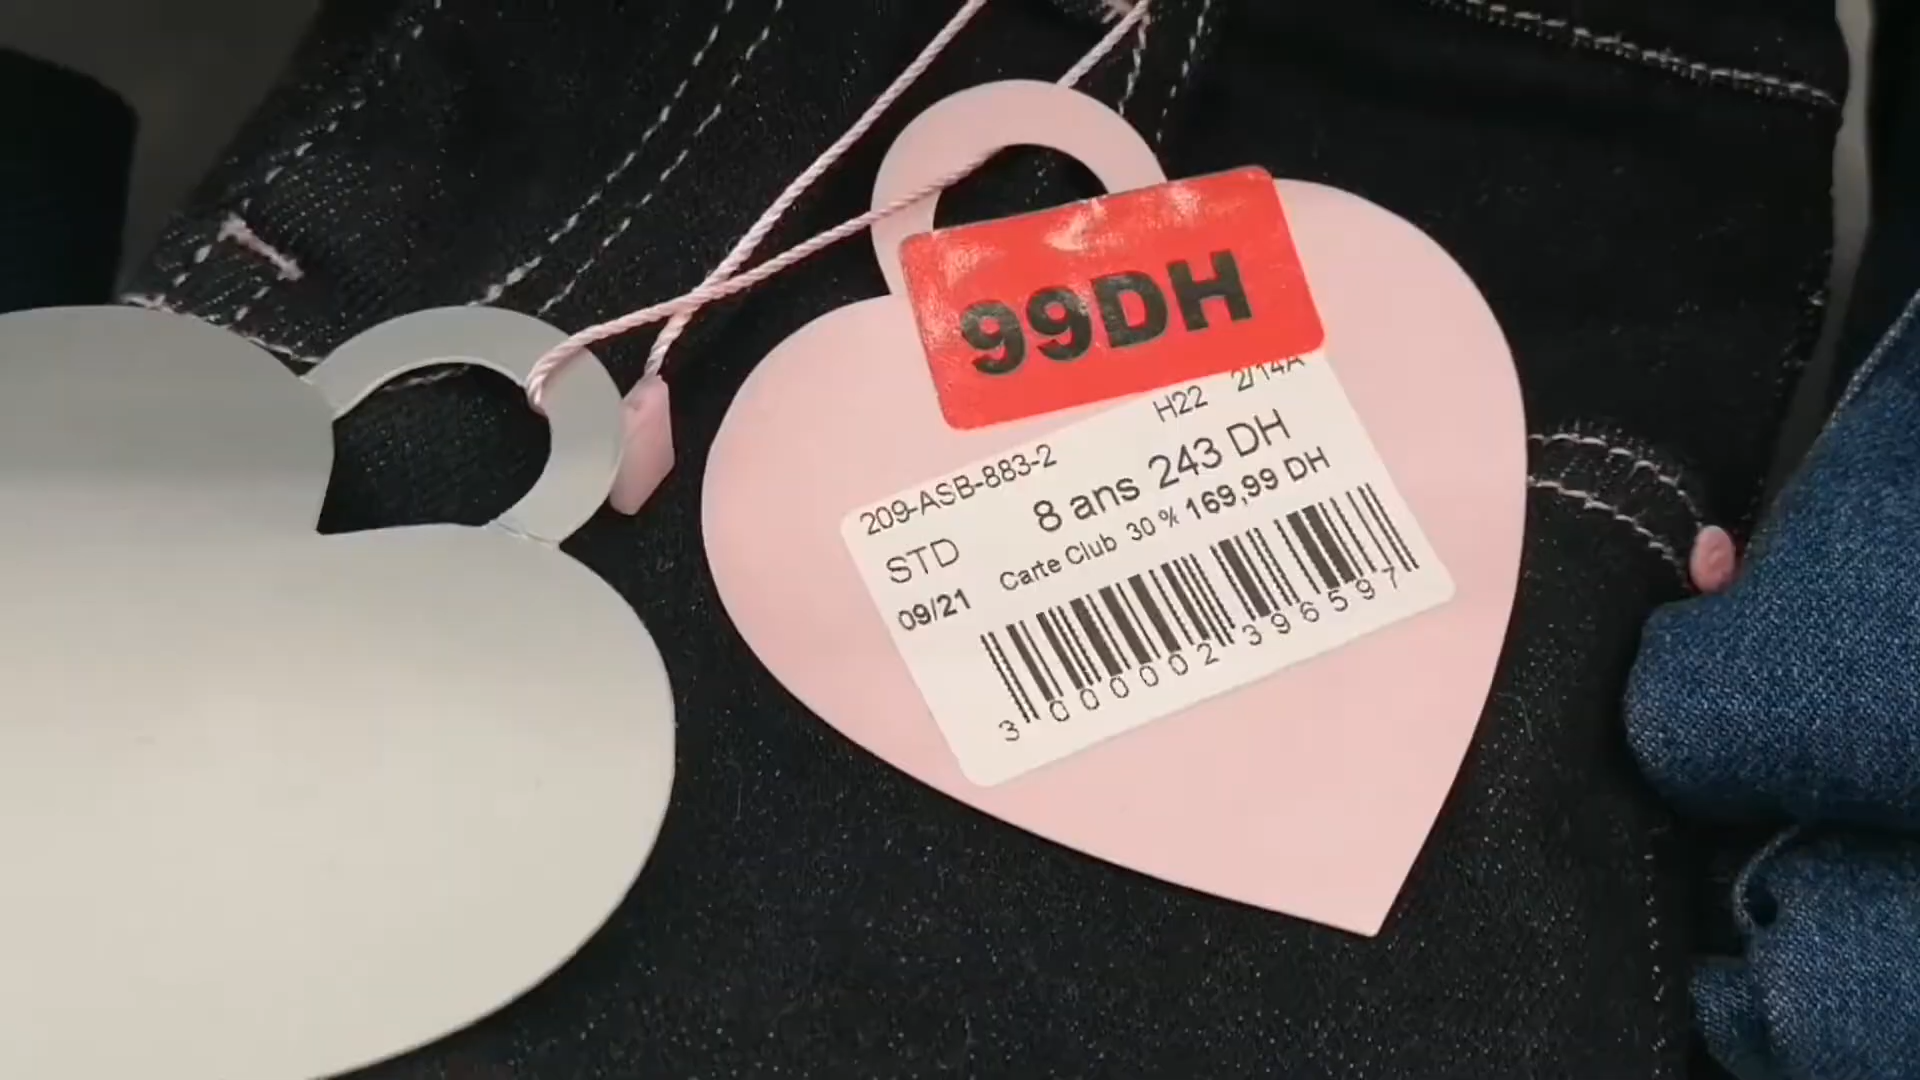 99DH
H22 2/14A
209-ASB-883-2
8 ans 243 DH
STD
Carte Club 30 % 169,99 DH
09/21
3 000002 396597